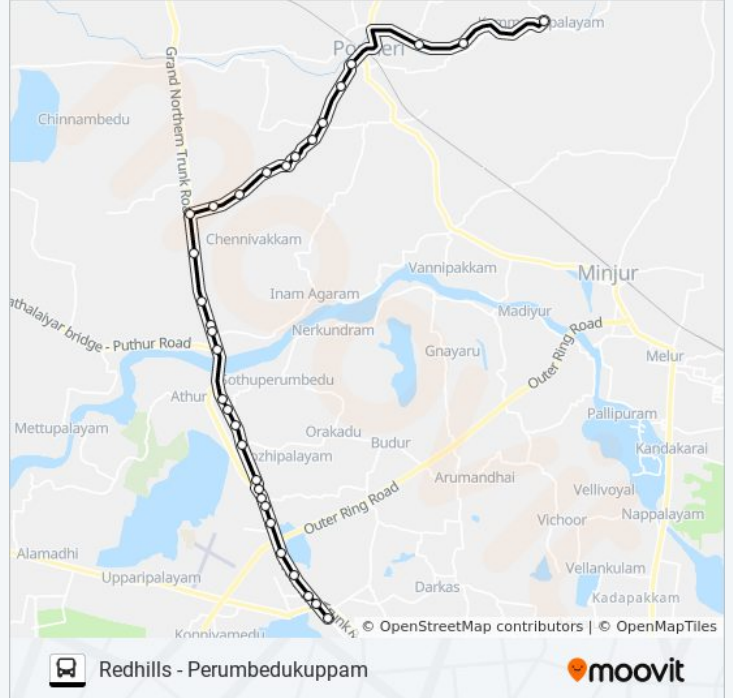 Ponneri
Chinnambedu
Grand Northern Trunk Road
Chennivakkam
Vannipakkam
Minjur
Inam Agaram
athalaiyar bridge - Puthur Road
Nerkundram
Madiyur
Outer Ring Road
Gnayaru
Melur
Sothuperumbedu
Athur
Pallipuram
Mettupalayam
Orakadu
Budur
Kandakarai
ozhipalayam
Arumandhai
Vellivoyal
Outer Ring Road
Vichoor
Nappalayam
Alamadhi
Upparipalayam
Vellankulam
Darkas
Kadapakkam
© OpenStreetMap contributors | © OpenMapTiles
Redhills - Perumbedukuppam
moovit